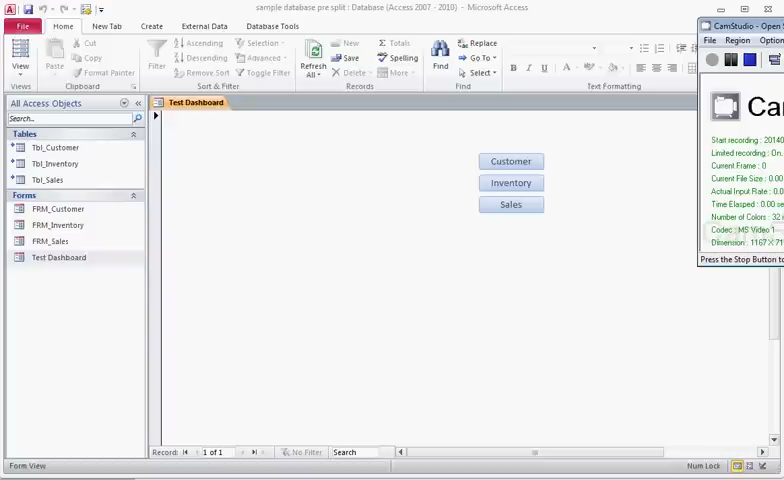 sample database pre split : Database (Access 2007 - 2010) - Microsoft Access
File Home New Tab Create External Data Database Tools
View
Views
Paste
Cut
Copy
Format Painter
Clipboard
Filter
Ascending
Descending
Remove Sort
Selection
Advanced
Toggle Filter
Sort & Filter
Refresh
All
New
Save
Delete
Totals
Spelling
More
Records
Find
Replace
Go To
Select
Find
B I U A
Text Formatting
All Access Objects
Search...
Tables
Tbl_Customer
Tbl_Inventory
Tbl_Sales
Forms
FRM_Customer
FRM_Inventory
FRM_Sales
Test Dashboard
Test Dashboard
Customer
Inventory
Sales
CamStudio - Open S
File Region Option
Ca
Start recording : 2014
Limited recording : On.
Current Frame : 0
Current File Size : 0.00
Actual Input Rate : 0.0
Time Elasped : 0.00 se
Number of Colors : 32
Codec : MS Video 1
Dimension : 1167 X 71
Press the Stop Button to
Record: 1 of 1 No Filter Search
Form View
Num Lock